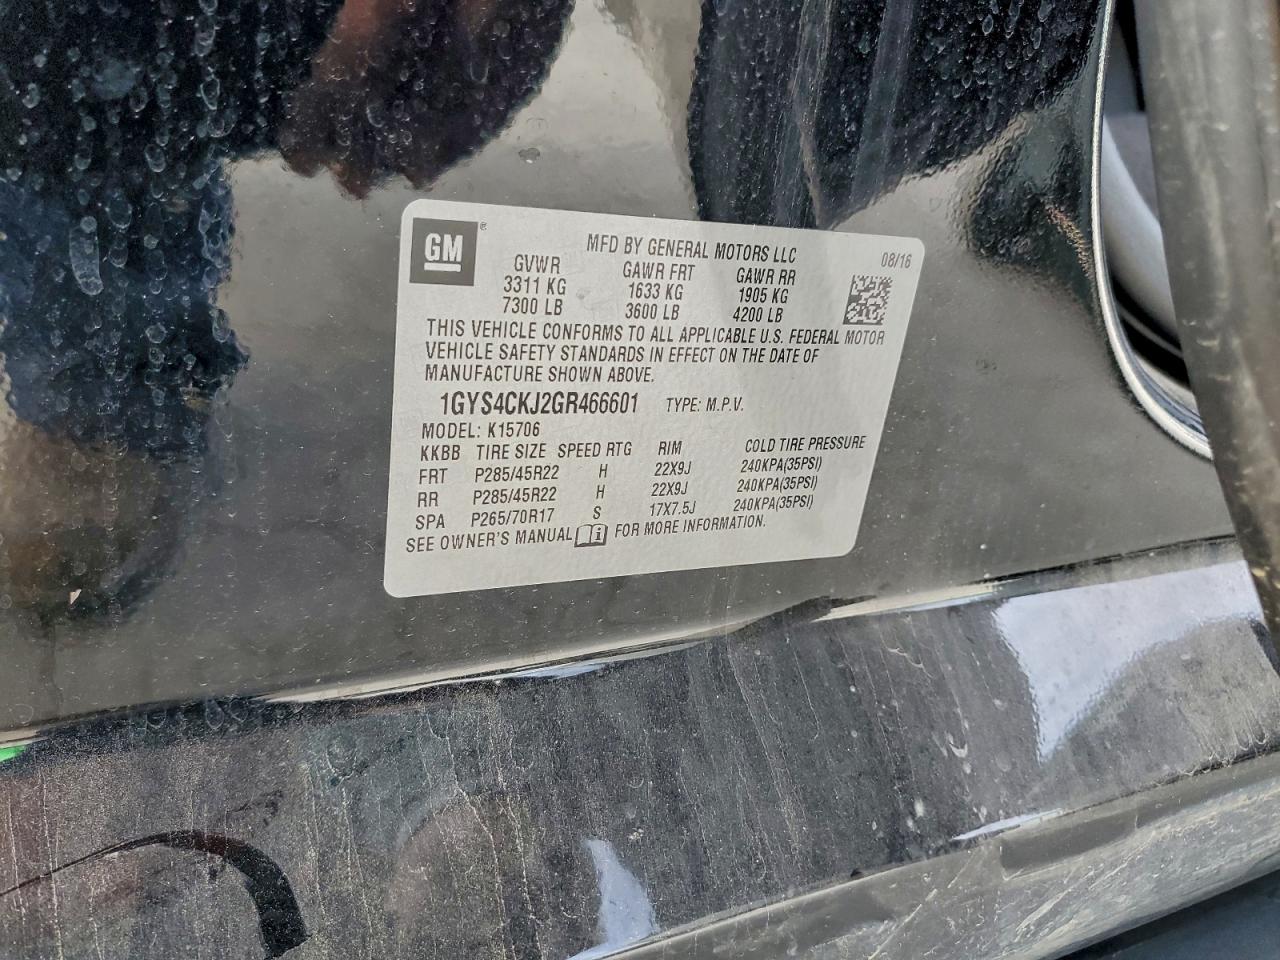 GM ®
MFD BY GENERAL MOTORS LLC 08/16
GVWR GAWR FRT GAWR RR
3311 KG 1633 KG 1905 KG
7300 LB 3600 LB 4200 LB
THIS VEHICLE CONFORMS TO ALL APPLICABLE U.S. FEDERAL MOTOR
VEHICLE SAFETY STANDARDS IN EFFECT ON THE DATE OF
MANUFACTURE SHOWN ABOVE.
1GYS4CKJ2GR466601 TYPE: M.P.V.
MODEL: K15706
KKBB TIRE SIZE SPEED RTG RIM COLD TIRE PRESSURE
FRT P285/45R22 H 22X9J 240KPA(35PSI)
RR P285/45R22 H 22X9J 240KPA(35PSI)
SPA P265/70R17 S 17X7.5J 240KPA(35PSI)
SEE OWNER'S MANUAL i FOR MORE INFORMATION.